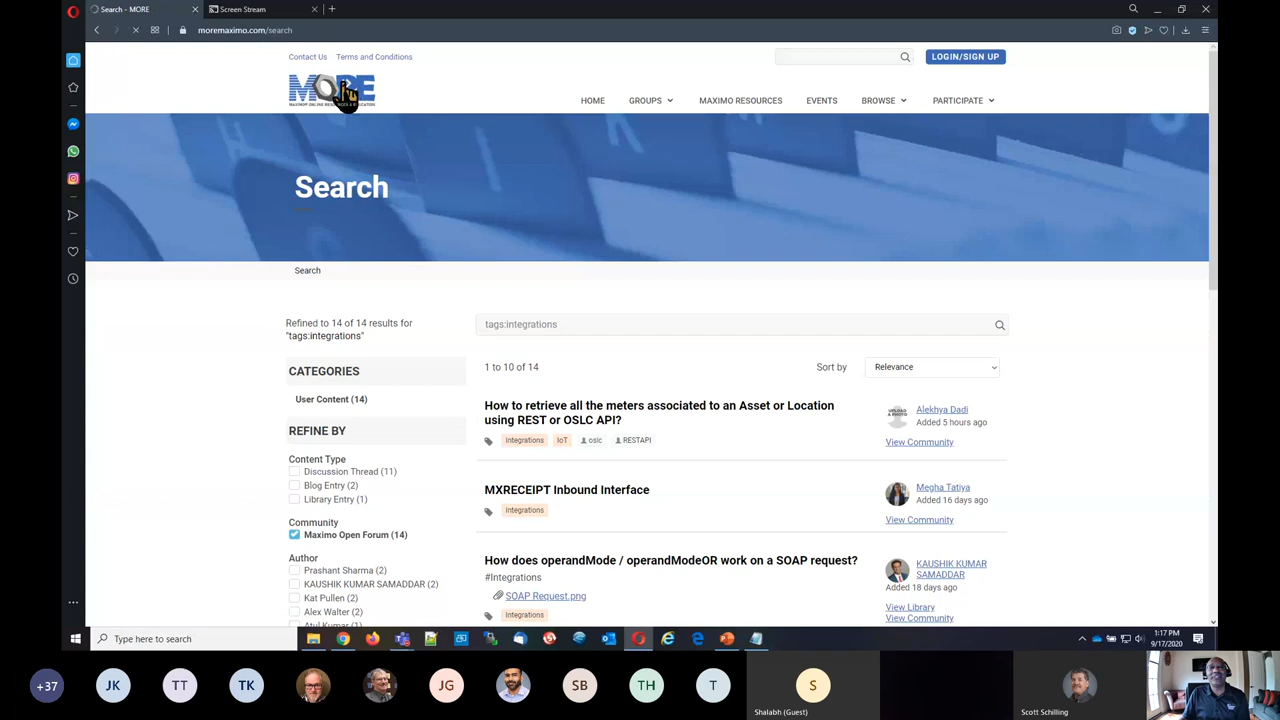 Search - MORE
Screen Stream
moremaximo.com/search
Contact Us Terms and Conditions
LOGIN/SIGN UP
MORE
HOME GROUPS MAXIMO RESOURCES EVENTS BROWSE PARTICIPATE
Search
Search
Refined to 14 of 14 results for
"tags:integrations"
tags:integrations
1 to 10 of 14
Sort by
Relevance
CATEGORIES
User Content (14)
REFINE BY
Content Type
Discussion Thread (11)
Blog Entry (2)
Library Entry (1)
Community
Maximo Open Forum (14)
Author
Prashant Sharma (2)
KAUSHIK KUMAR SAMADDAR (2)
Kat Pullen (2)
Alex Walter (2)
Atul Kumar (1)
How to retrieve all the meters associated to an Asset or Location
using REST or OSLC API?
Integrations IoT oslc RESTAPI
Alekhya Dadi
Added 5 hours ago
View Community
MXRECEIPT Inbound Interface
Integrations
Megha Tatiya
Added 16 days ago
View Community
How does operandMode / operandModeOR work on a SOAP request?
#Integrations
SOAP Request.png
Integrations
KAUSHIK KUMAR
SAMADDAR
Added 18 days ago
View Library
View Community
Type here to search
1:17 PM
9/17/2020
+37
JK
TT
TK
JG
SB
TH
T
S
Shalabh (Guest)
Scott Schilling